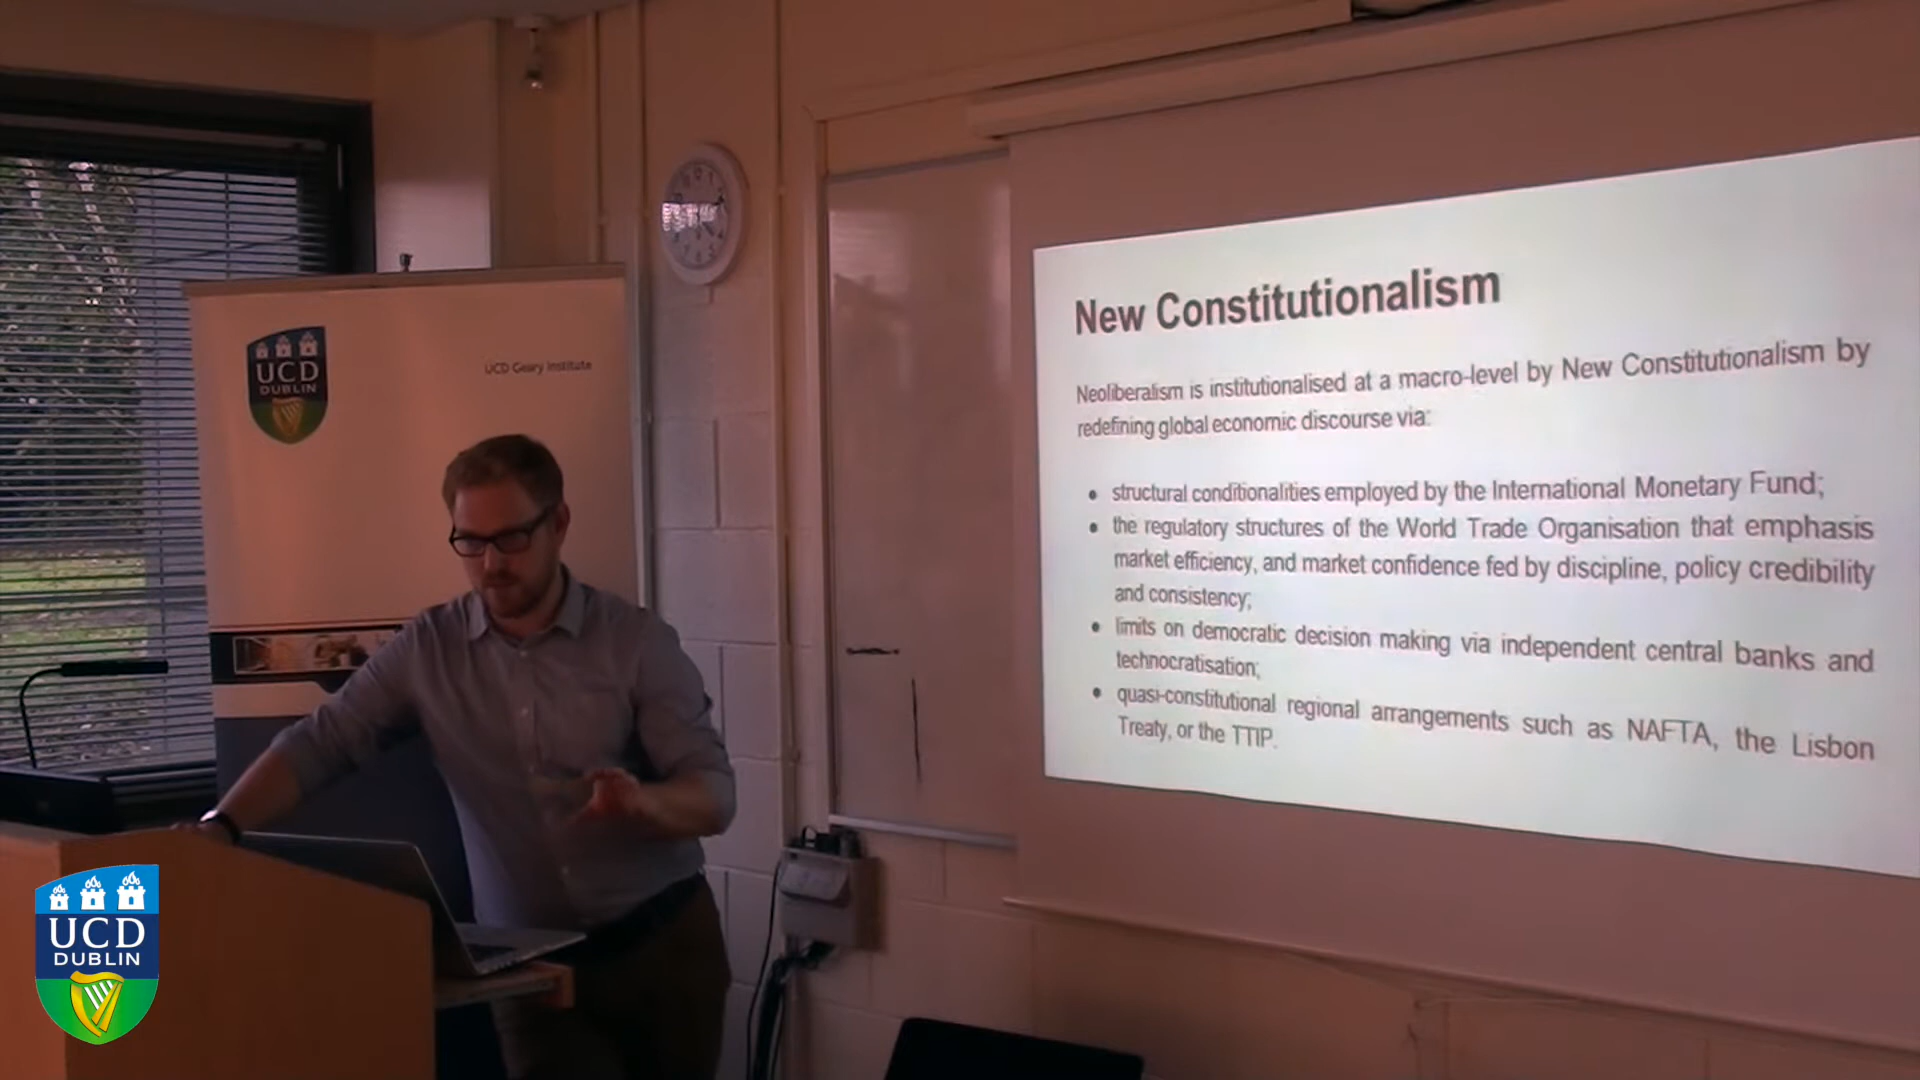 UCD
DUBLIN
UCD Geary Institute
New Constitutionalism
Neoliberalism is institutionalised at a macro-level by New Constitutionalism by
redefining global economic discourse via:
• structural conditionalities employed by the International Monetary Fund;
• the regulatory structures of the World Trade Organisation that emphasis
market efficiency, and market confidence fed by discipline, policy credibility
and consistency;
• limits on democratic decision making via independent central banks and
technocratisation;
• quasi-constitutional regional arrangements such as NAFTA, the Lisbon
Treaty, or the TTIP.
UCD
DUBLIN